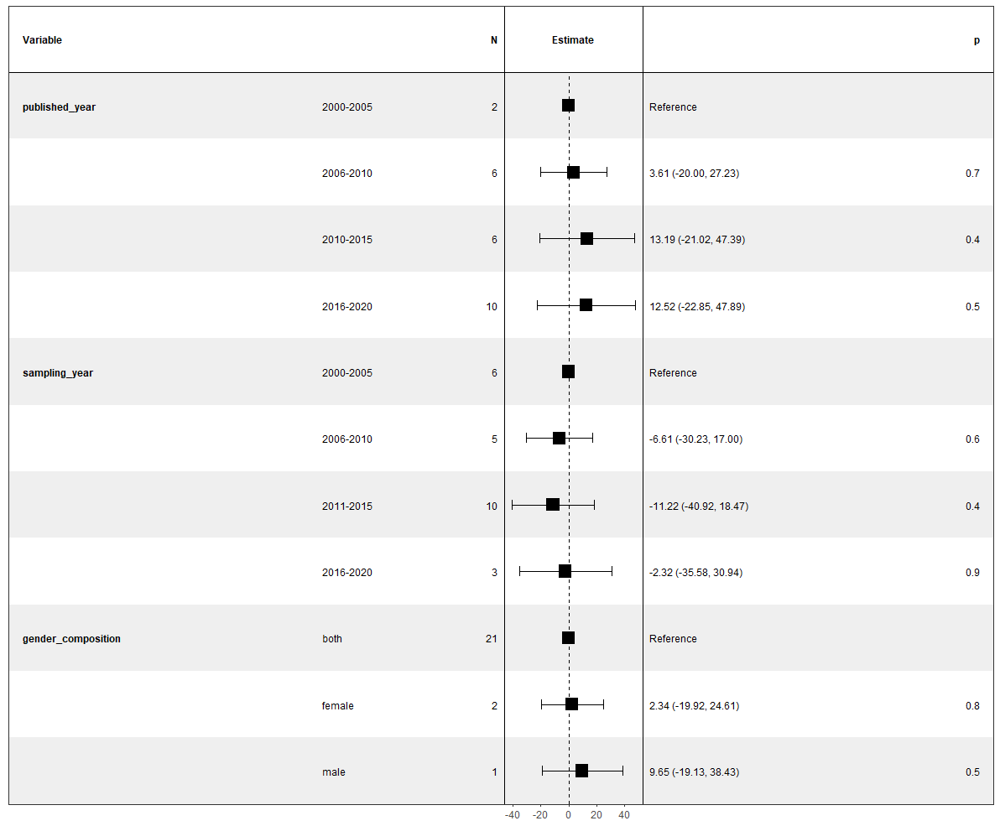 Variable N Estimate p
published_year 2000-2005 2 Reference
2006-2010 6 3.61 (-20.00, 27.23) 0.7
2010-2015 6 13.19 (-21.02, 47.39) 0.4
2016-2020 10 12.52 (-22.85, 47.89) 0.5
sampling_year 2000-2005 6 Reference
2006-2010 5 -6.61 (-30.23, 17.00) 0.6
2011-2015 10 -11.22 (-40.92, 18.47) 0.4
2016-2020 3 -2.32 (-35.58, 30.94) 0.9
gender_composition both 21 Reference
female 2 2.34 (-19.92, 24.61) 0.8
male 1 9.65 (-19.13, 38.43) 0.5
-40 -20 0 20 40